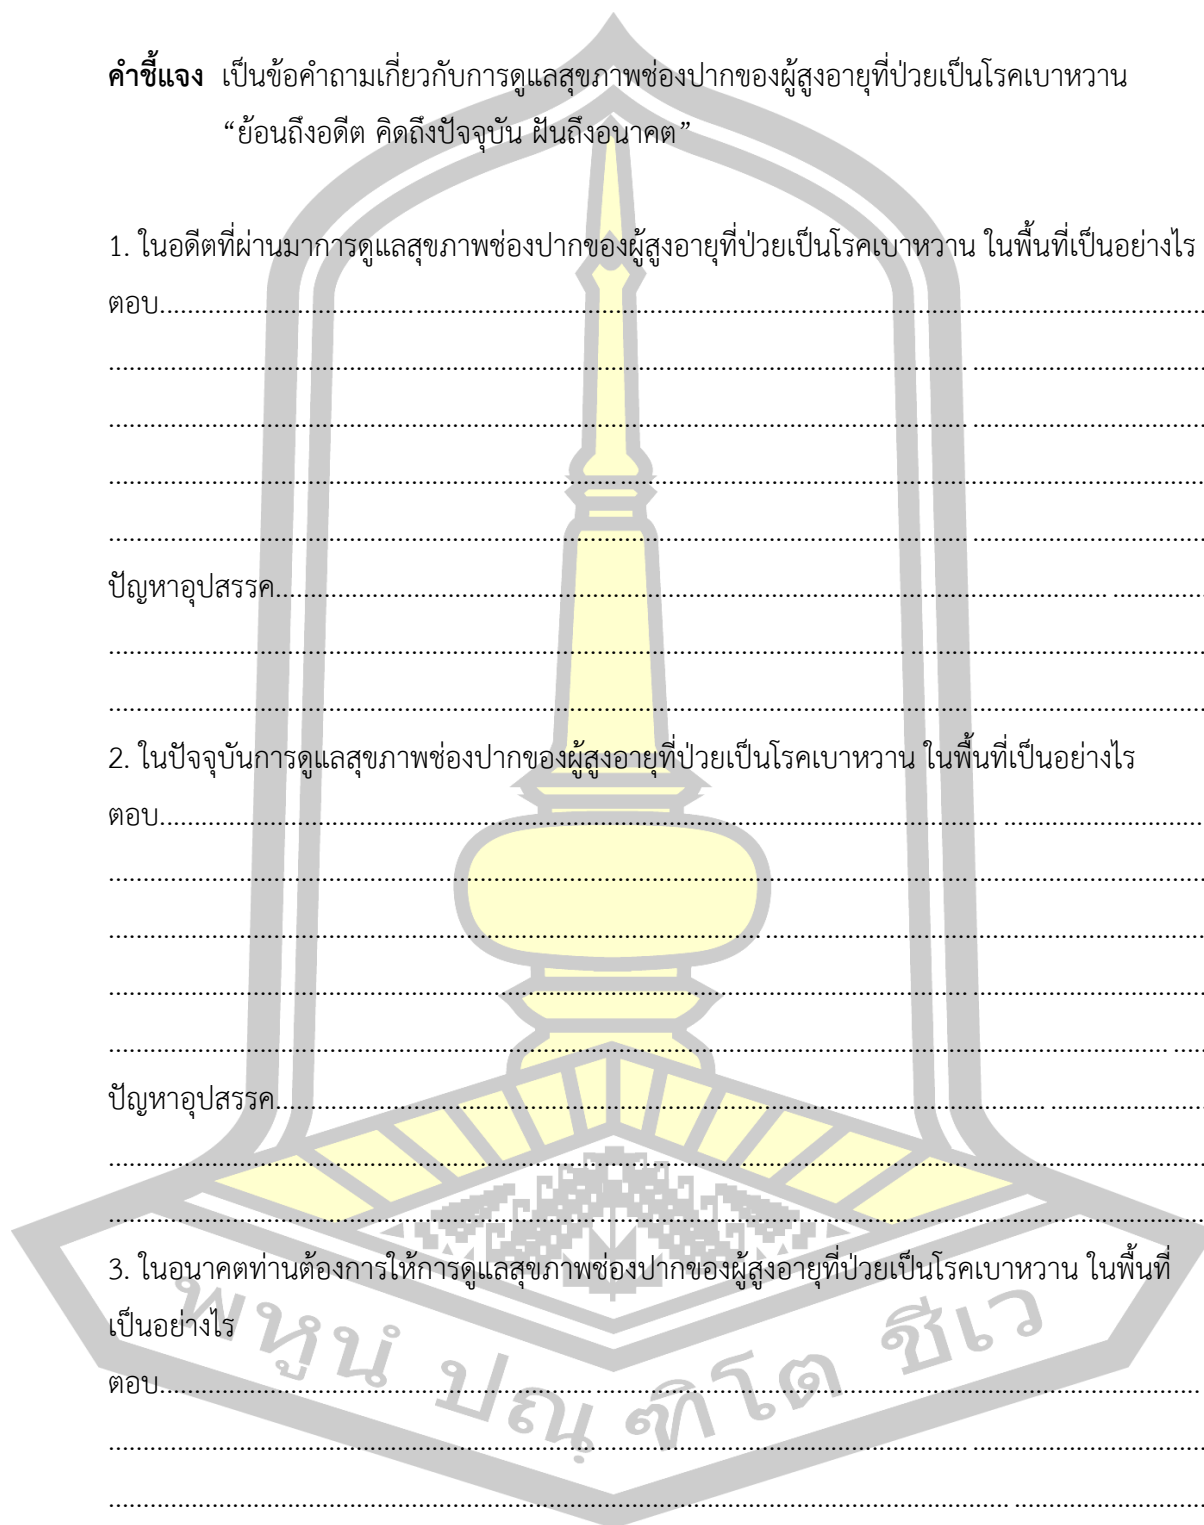 คำชี้แจง เป็นข้อคำถามเกี่ยวกับการดูแลสุขภาพช่องปากของผู้สูงอายุที่ป่วยเป็นโรคเบาหวาน
“ย้อนถึงอดีต คิดถึงปัจจุบัน ฝันถึงอนาคต”
1. ในอดีตที่ผ่านมาการดูแลสุขภาพช่องปากของผู้สูงอายุที่ป่วยเป็นโรคเบาหวาน ในพื้นที่เป็นอย่างไร
ตอบ................................................................................
................................................................................
................................................................................
................................................................................
................................................................................
ปัญหาอุปสรรค................................................................................
................................................................................
................................................................................
2. ในปัจจุบันการดูแลสุขภาพช่องปากของผู้สูงอายุที่ป่วยเป็นโรคเบาหวาน ในพื้นที่เป็นอย่างไร
ตอบ................................................................................
................................................................................
................................................................................
................................................................................
................................................................................
ปัญหาอุปสรรค................................................................................
................................................................................
................................................................................
3. ในอนาคตท่านต้องการให้การดูแลสุขภาพช่องปากของผู้สูงอายุที่ป่วยเป็นโรคเบาหวาน ในพื้นที่
เป็นอย่างไร
ตอบ................................................................................
................................................................................
................................................................................
พหูนํ ปณฺฑิโต ชีเว